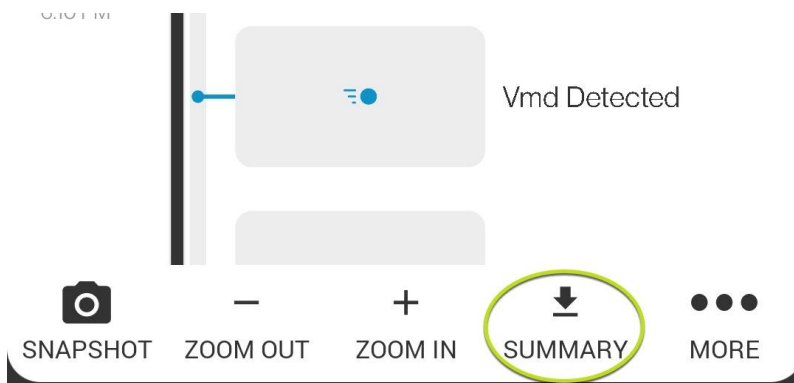 Vmd Detected
SNAPSHOT
ZOOM OUT
ZOOM IN
SUMMARY
MORE